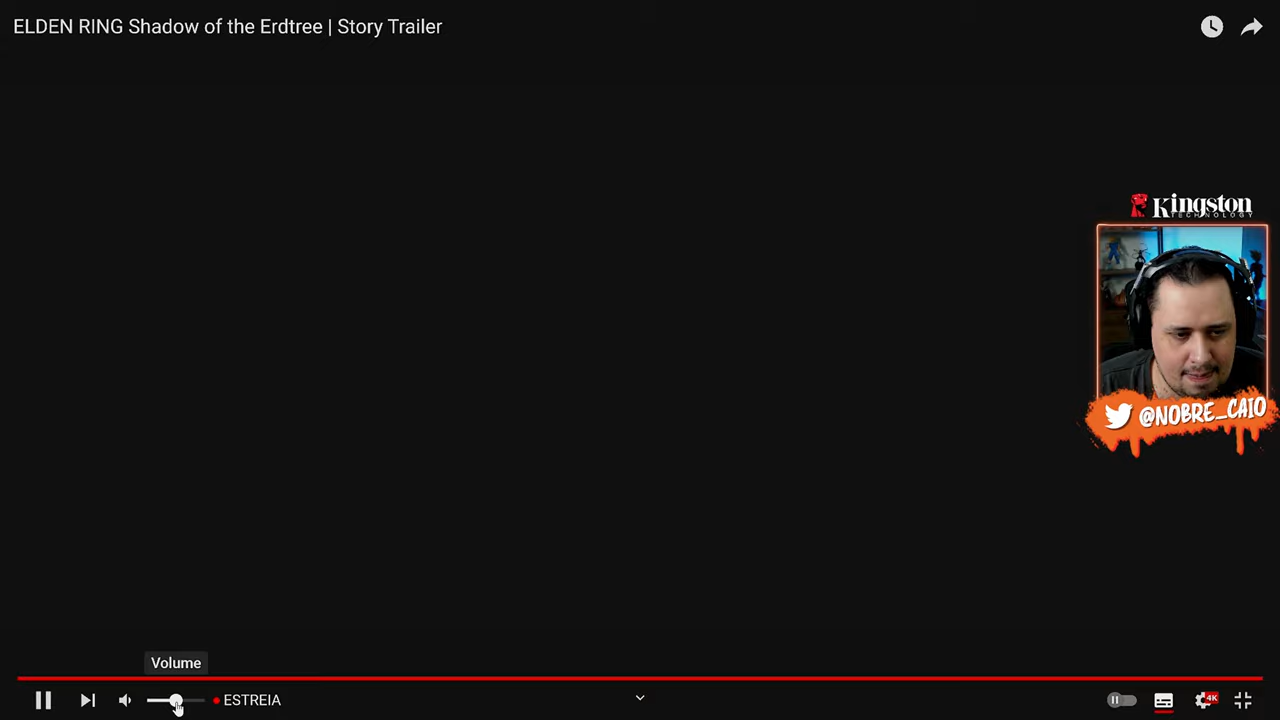 ELDEN RING Shadow of the Erdtree | Story Trailer
Kingston
TECHNOLOGY
@NOBRE_CAIO
Volume
ESTREIA
4K